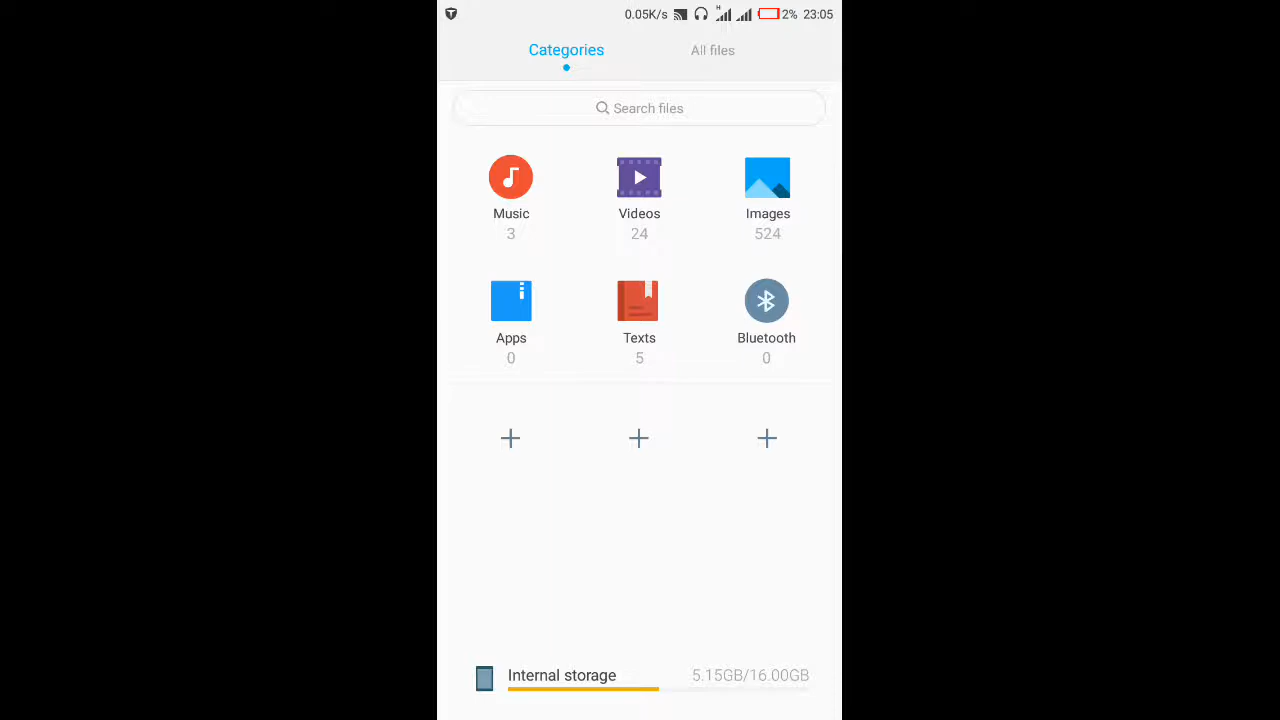 0.05K/s H 2% 23:05
Categories All files
Search files
Music Videos Images
3 24 524
Apps Texts Bluetooth
0 5 0
Internal storage 5.15GB/16.00GB